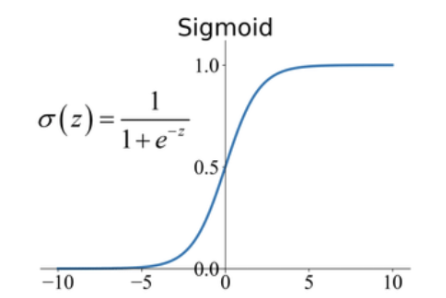 Sigmoid
1.0
σ(z) = 1 / (1 + e^{-z})
0.5
0.0
−10 −5 0 5 10